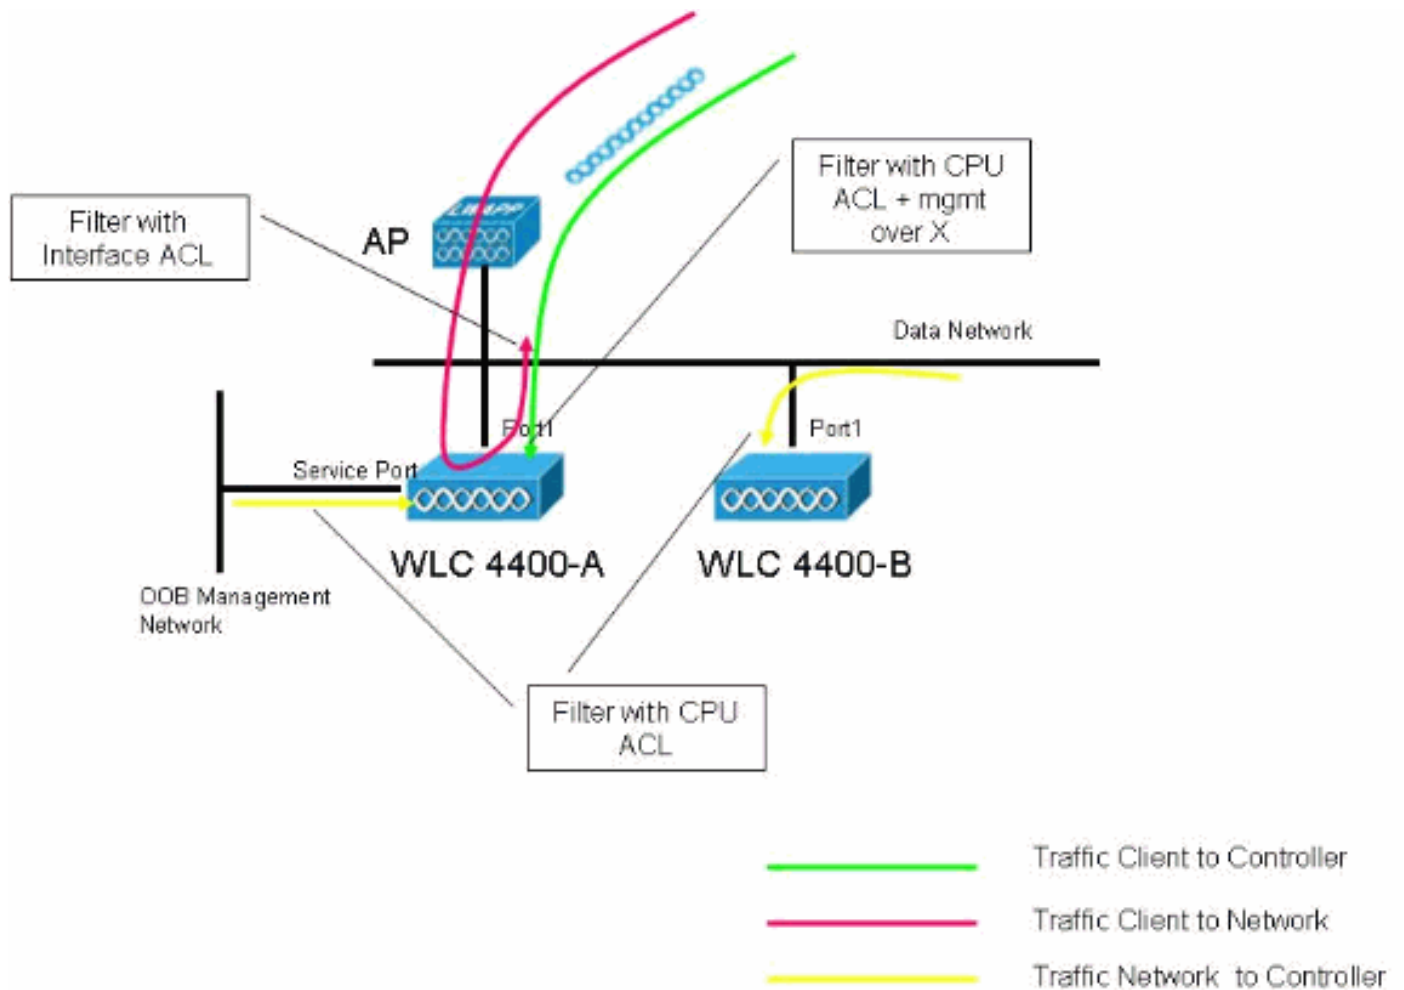 Filter with CPU
ACL + mgmt
over X
Filter with
Interface ACL
LWAPP
AP
Data Network
Port1
Port1
Service Port
WLC 4400-A
WLC 4400-B
OOB Management
Network
Filter with CPU
ACL
Traffic Client to Controller
Traffic Client to Network
Traffic Network to Controller